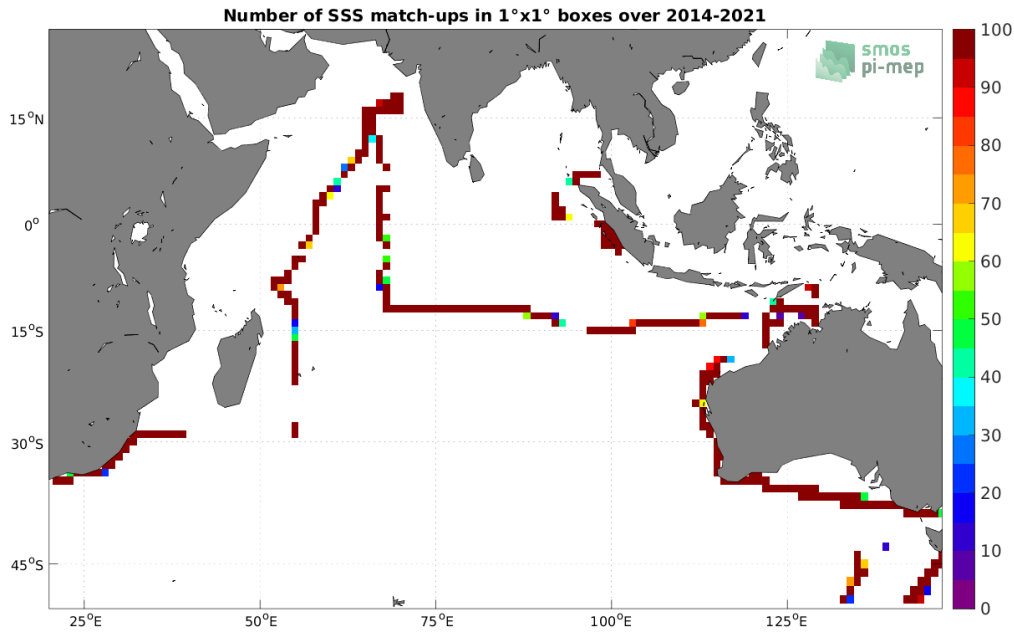 Number of SSS match-ups in 1°x1° boxes over 2014-2021
smos
pi-mep
15°N
0°
15°S
30°S
45°S
25°E
50°E
75°E
100°E
125°E
100
90
80
70
60
50
40
30
20
10
0